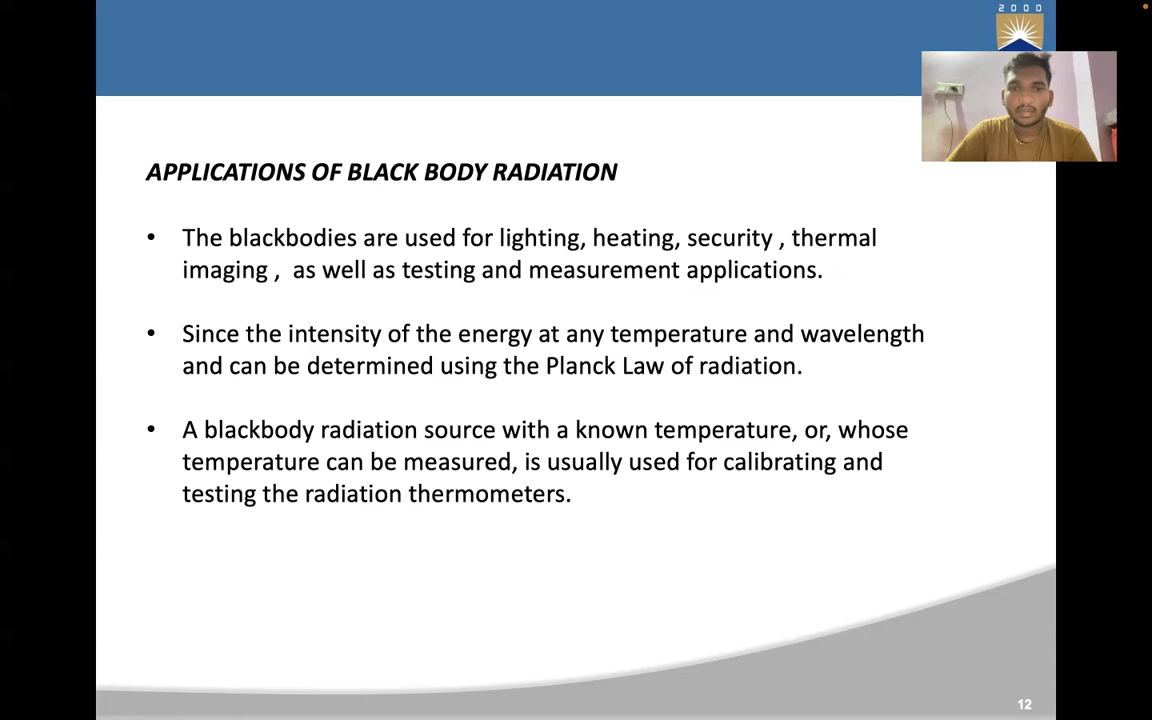 2000
APPLICATIONS OF BLACK BODY RADIATION
• The blackbodies are used for lighting, heating, security , thermal
imaging , as well as testing and measurement applications.
• Since the intensity of the energy at any temperature and wavelength
and can be determined using the Planck Law of radiation.
• A blackbody radiation source with a known temperature, or, whose
temperature can be measured, is usually used for calibrating and
testing the radiation thermometers.
12